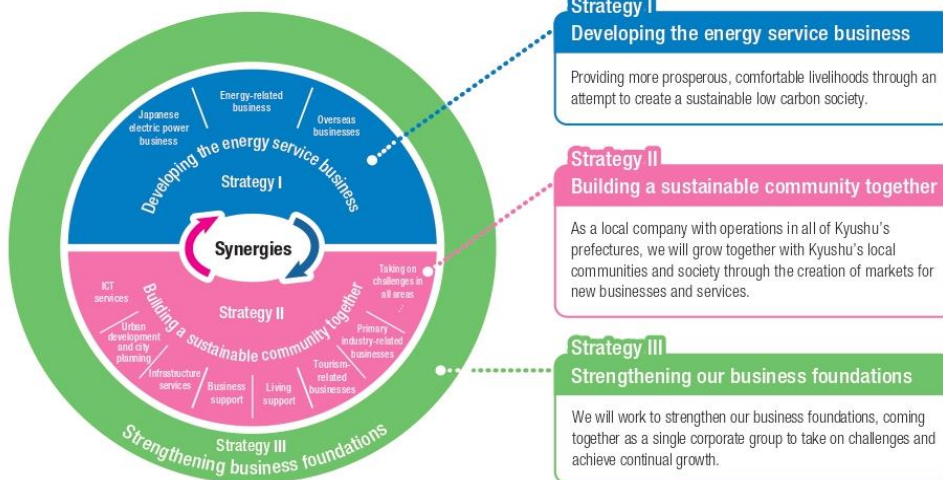 Japanese
electric power
business
Energy-related
business
Overseas
businesses
Developing the energy service business
Strategy I
Synergies
Strategy II
Building a sustainable community together
ICT
services
Urban
development
and city
planning
Infrastructure
services
Business
support
Living
support
Tourism-
related
businesses
Primary
industry-related
businesses
Taking on
challenges in
all areas
...
Strategy III
Strengthening business foundations
Strategy I
Developing the energy service business
Providing more prosperous, comfortable livelihoods through an
attempt to create a sustainable low carbon society.
Strategy II
Building a sustainable community together
As a local company with operations in all of Kyushu's
prefectures, we will grow together with Kyushu's local
communities and society through the creation of markets for
new businesses and services.
Strategy III
Strengthening our business foundations
We will work to strengthen our business foundations, coming
together as a single corporate group to take on challenges and
achieve continual growth.